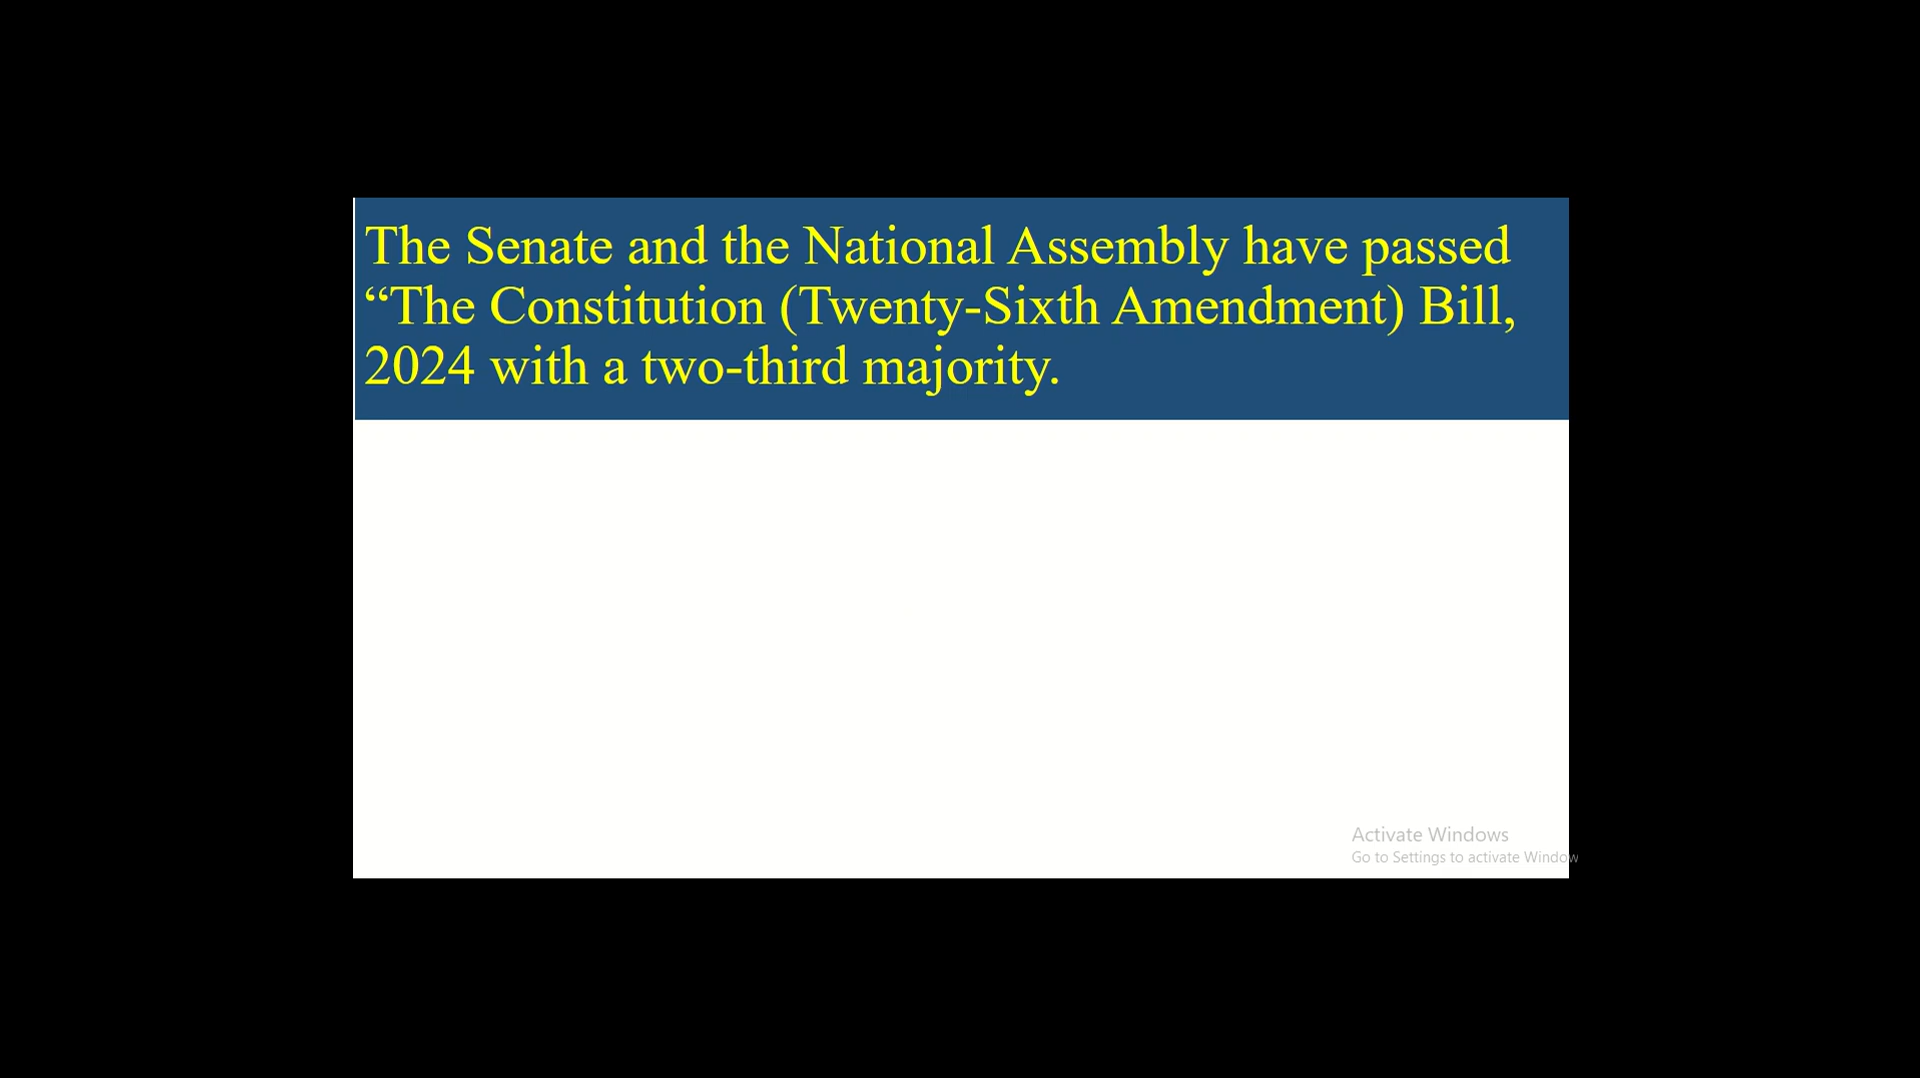 The Senate and the National Assembly have passed
“The Constitution (Twenty-Sixth Amendment) Bill,
2024 with a two-third majority.
Activate Windows
Go to Settings to activate Window